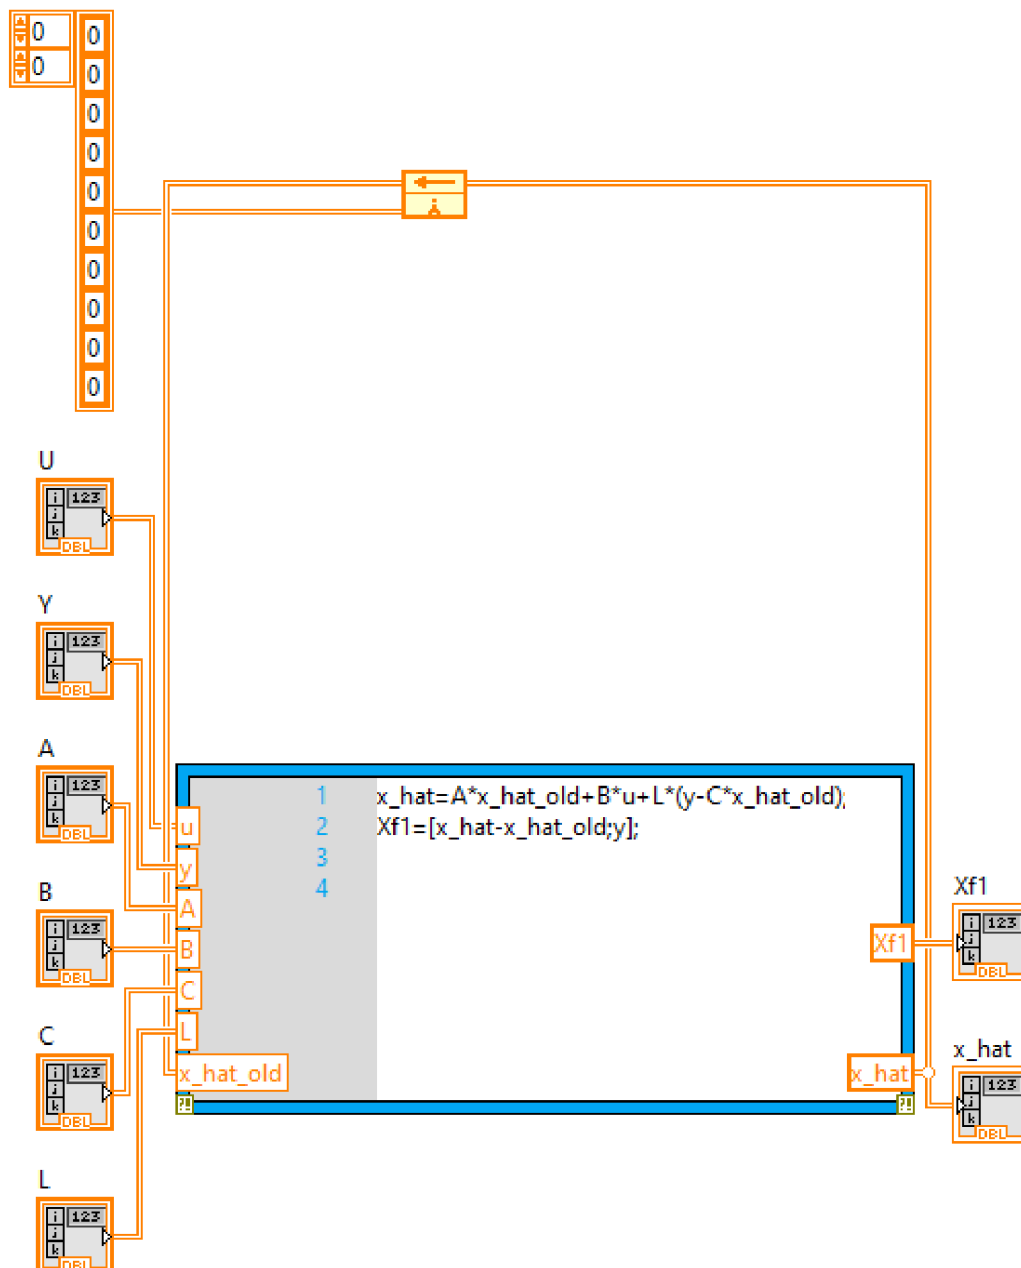 0 0
0 0
0
0
0
0
0
0
0
0
U
123
DBL
Y
123
DBL
A
123
DBL
B
123
DBL
C
123
DBL
L
123
DBL
i
j
k
i
j
k
i
j
k
i
j
k
i
j
k
i
j
k
u
y
A
B
C
L
x_hat_old
1 x_hat=A*x_hat_old+B*u+L*(y-C*x_hat_old);
2 Xf1=[x_hat-x_hat_old;y];
3
4
Xf1
x_hat
?!
?!
Xf1
i
j
k
123
DBL
x_hat
i
j
k
123
DBL